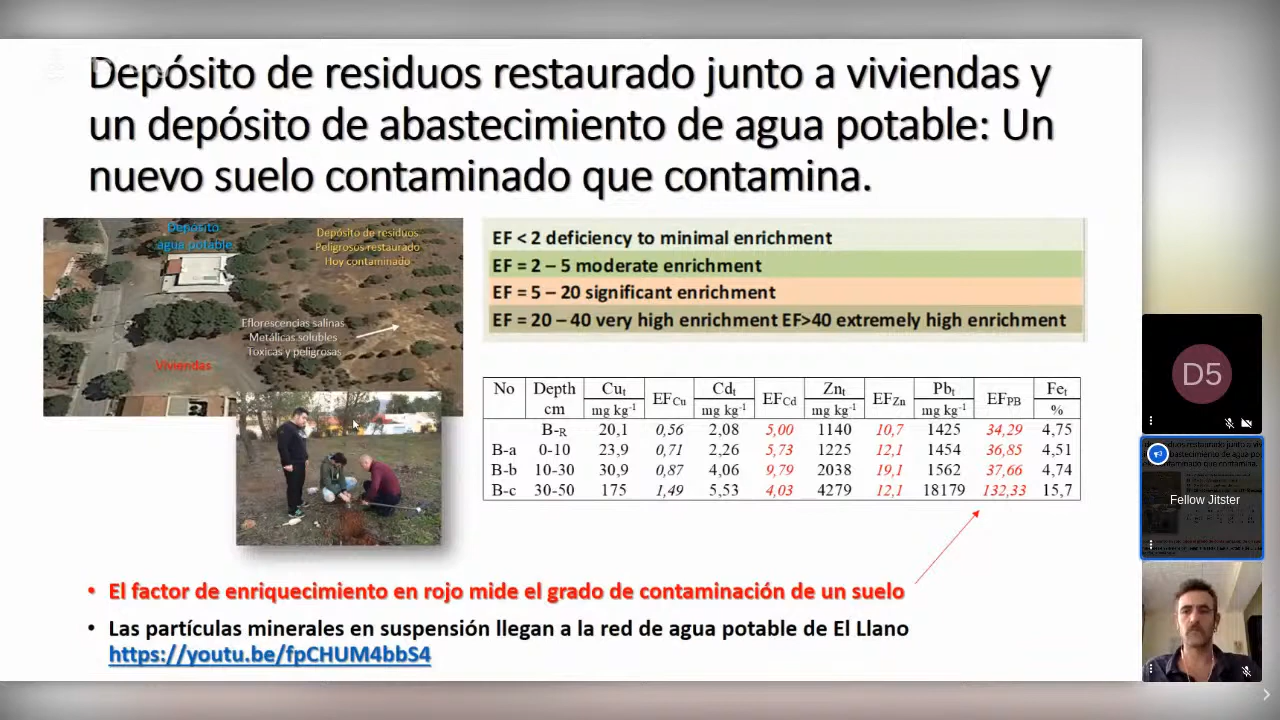 Depósito de residuos restaurado junto a viviendas y
un depósito de abastecimiento de agua potable: Un
nuevo suelo contaminado que contamina.
Depósito
agua potable
Depósito de residuos
Peligrosos restaurado
Hoy contaminado
Eflorescencias salinas
Metálicas solubles
Tóxicas y peligrosas
Viviendas
EF < 2 deficiency to minimal enrichment
EF = 2 – 5 moderate enrichment
EF = 5 – 20 significant enrichment
EF = 20 – 40 very high enrichment EF>40 extremely high enrichment
No Depth cm Cut mg kg-1 EFCu Cdt mg kg-1 EFCd Znt mg kg-1 EFZn Pbt mg kg-1 EFPB Fet %
B-R 20,1 0,56 2,08 5,00 1140 10,7 1425 34,29 4,75
B-a 0-10 23,9 0,71 2,26 5,73 1225 12,1 1454 36,85 4,51
B-b 10-30 30,9 0,87 4,06 9,79 2038 19,1 1562 37,66 4,74
B-c 30-50 175 1,49 5,53 4,03 4279 12,1 18179 132,33 15,7
• El factor de enriquecimiento en rojo mide el grado de contaminación de un suelo
• Las partículas minerales en suspensión llegan a la red de agua potable de El Llano
https://youtu.be/fpCHUM4bbS4
D5
Fellow Jitster